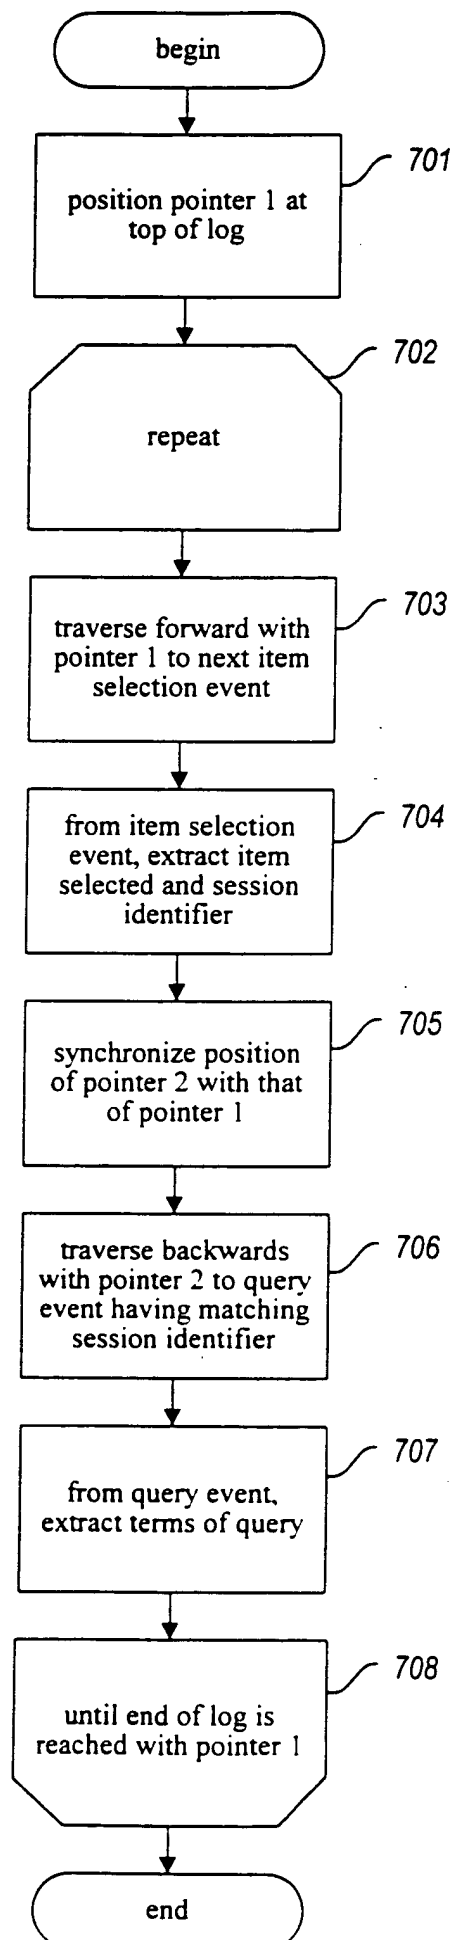 begin
701
position pointer 1 at
top of log
702
repeat
703
traverse forward with
pointer 1 to next item
selection event
704
from item selection
event, extract item
selected and session
identifier
705
synchronize position
of pointer 2 with that
of pointer 1
706
traverse backwards
with pointer 2 to query
event having matching
session identifier
707
from query event,
extract terms of query
708
until end of log is
reached with pointer 1
end